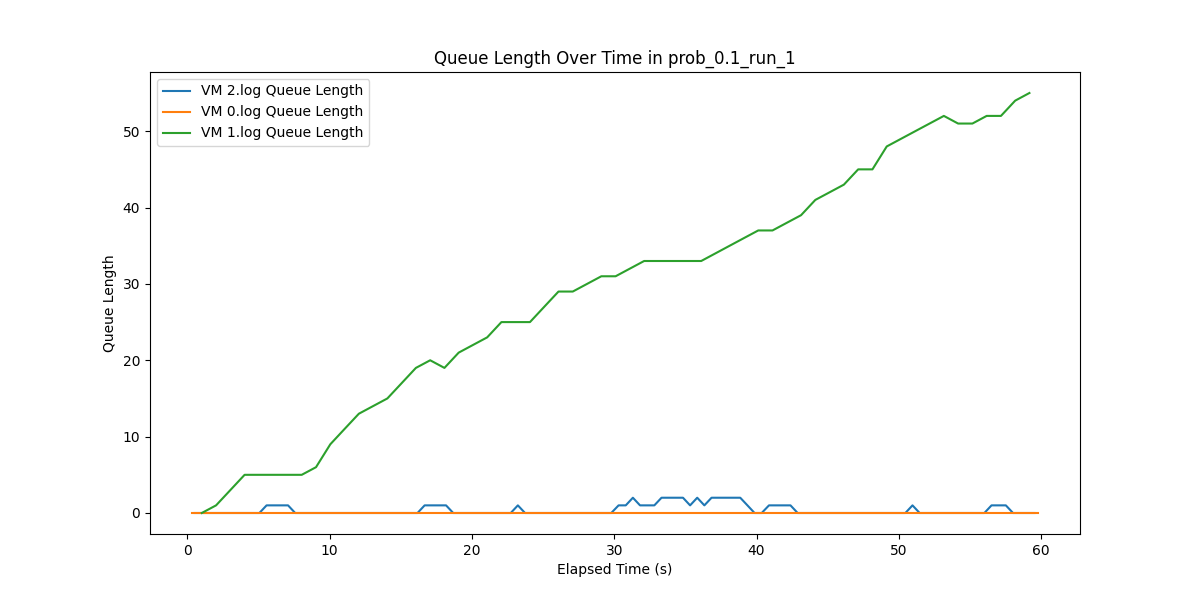 Queue Length Over Time in prob_0.1_run_1
VM 2.log Queue Length
VM 0.log Queue Length
VM 1.log Queue Length
Queue Length
50
40
30
20
10
0
0 10 20 30 40 50 60
Elapsed Time (s)